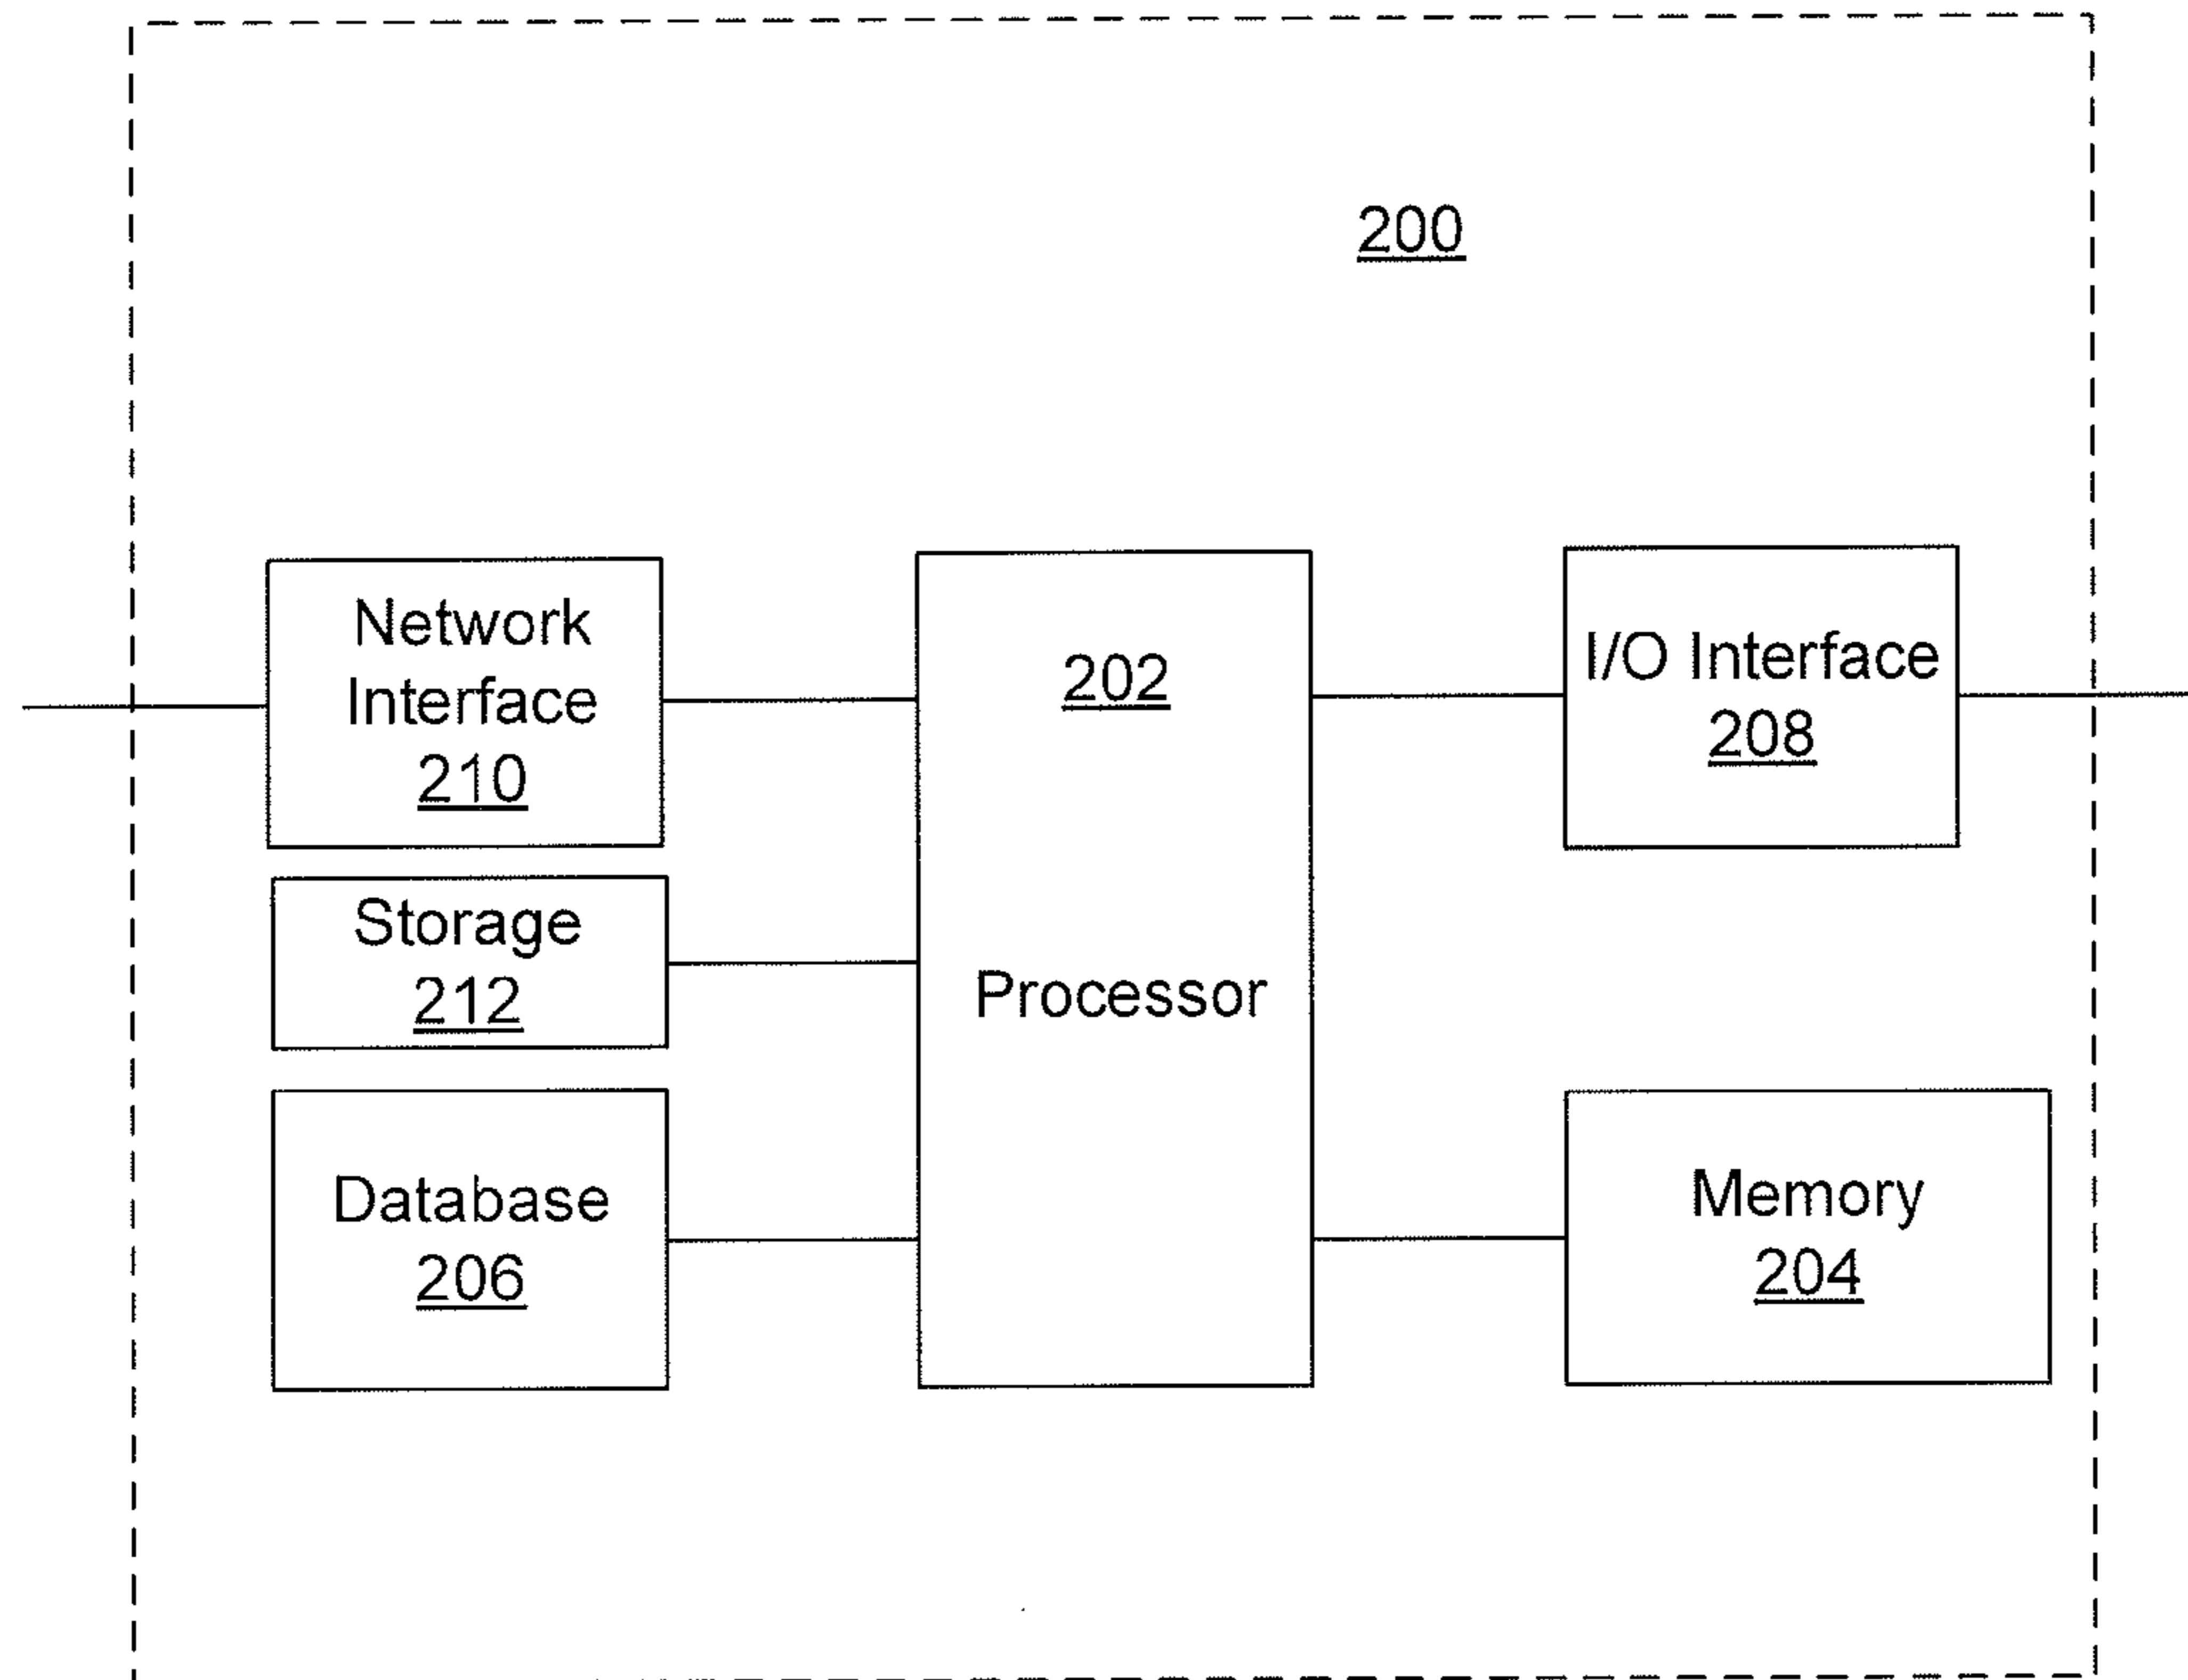 200
Network
Interface
210
202
Processor
I/O Interface
208
Storage
212
Database
206
Memory
204